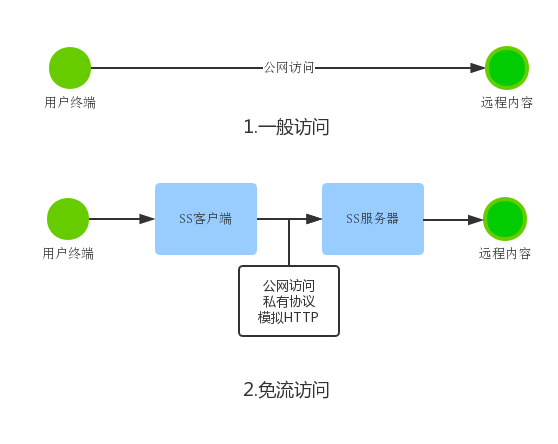 公网访问
用户终端
远程内容
1.一般访问
SS客户端
SS服务器
用户终端
远程内容
公网访问
私有协议
模拟HTTP
2.免流访问